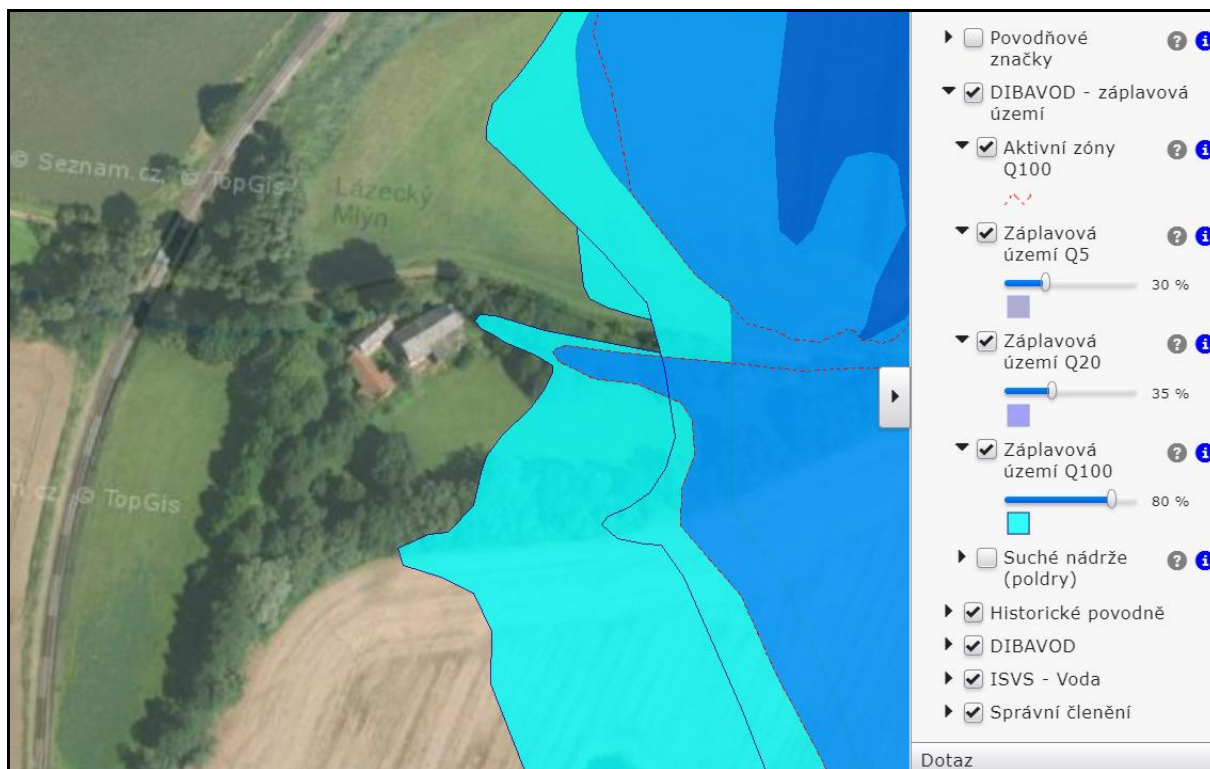 © Seznam.cz, © TopGis
Lázecký
Mlýn
m.cz, © TopGis
Povodňové
značky
DIBAVOD - záplavová
území
Aktivní zóny
Q100
Záplavová
území Q5
30 %
Záplavová
území Q20
35 %
Záplavová
území Q100
80 %
Suché nádrže
(poldry)
Historické povodně
DIBAVOD
ISVS - Voda
Správní členění
Dotaz